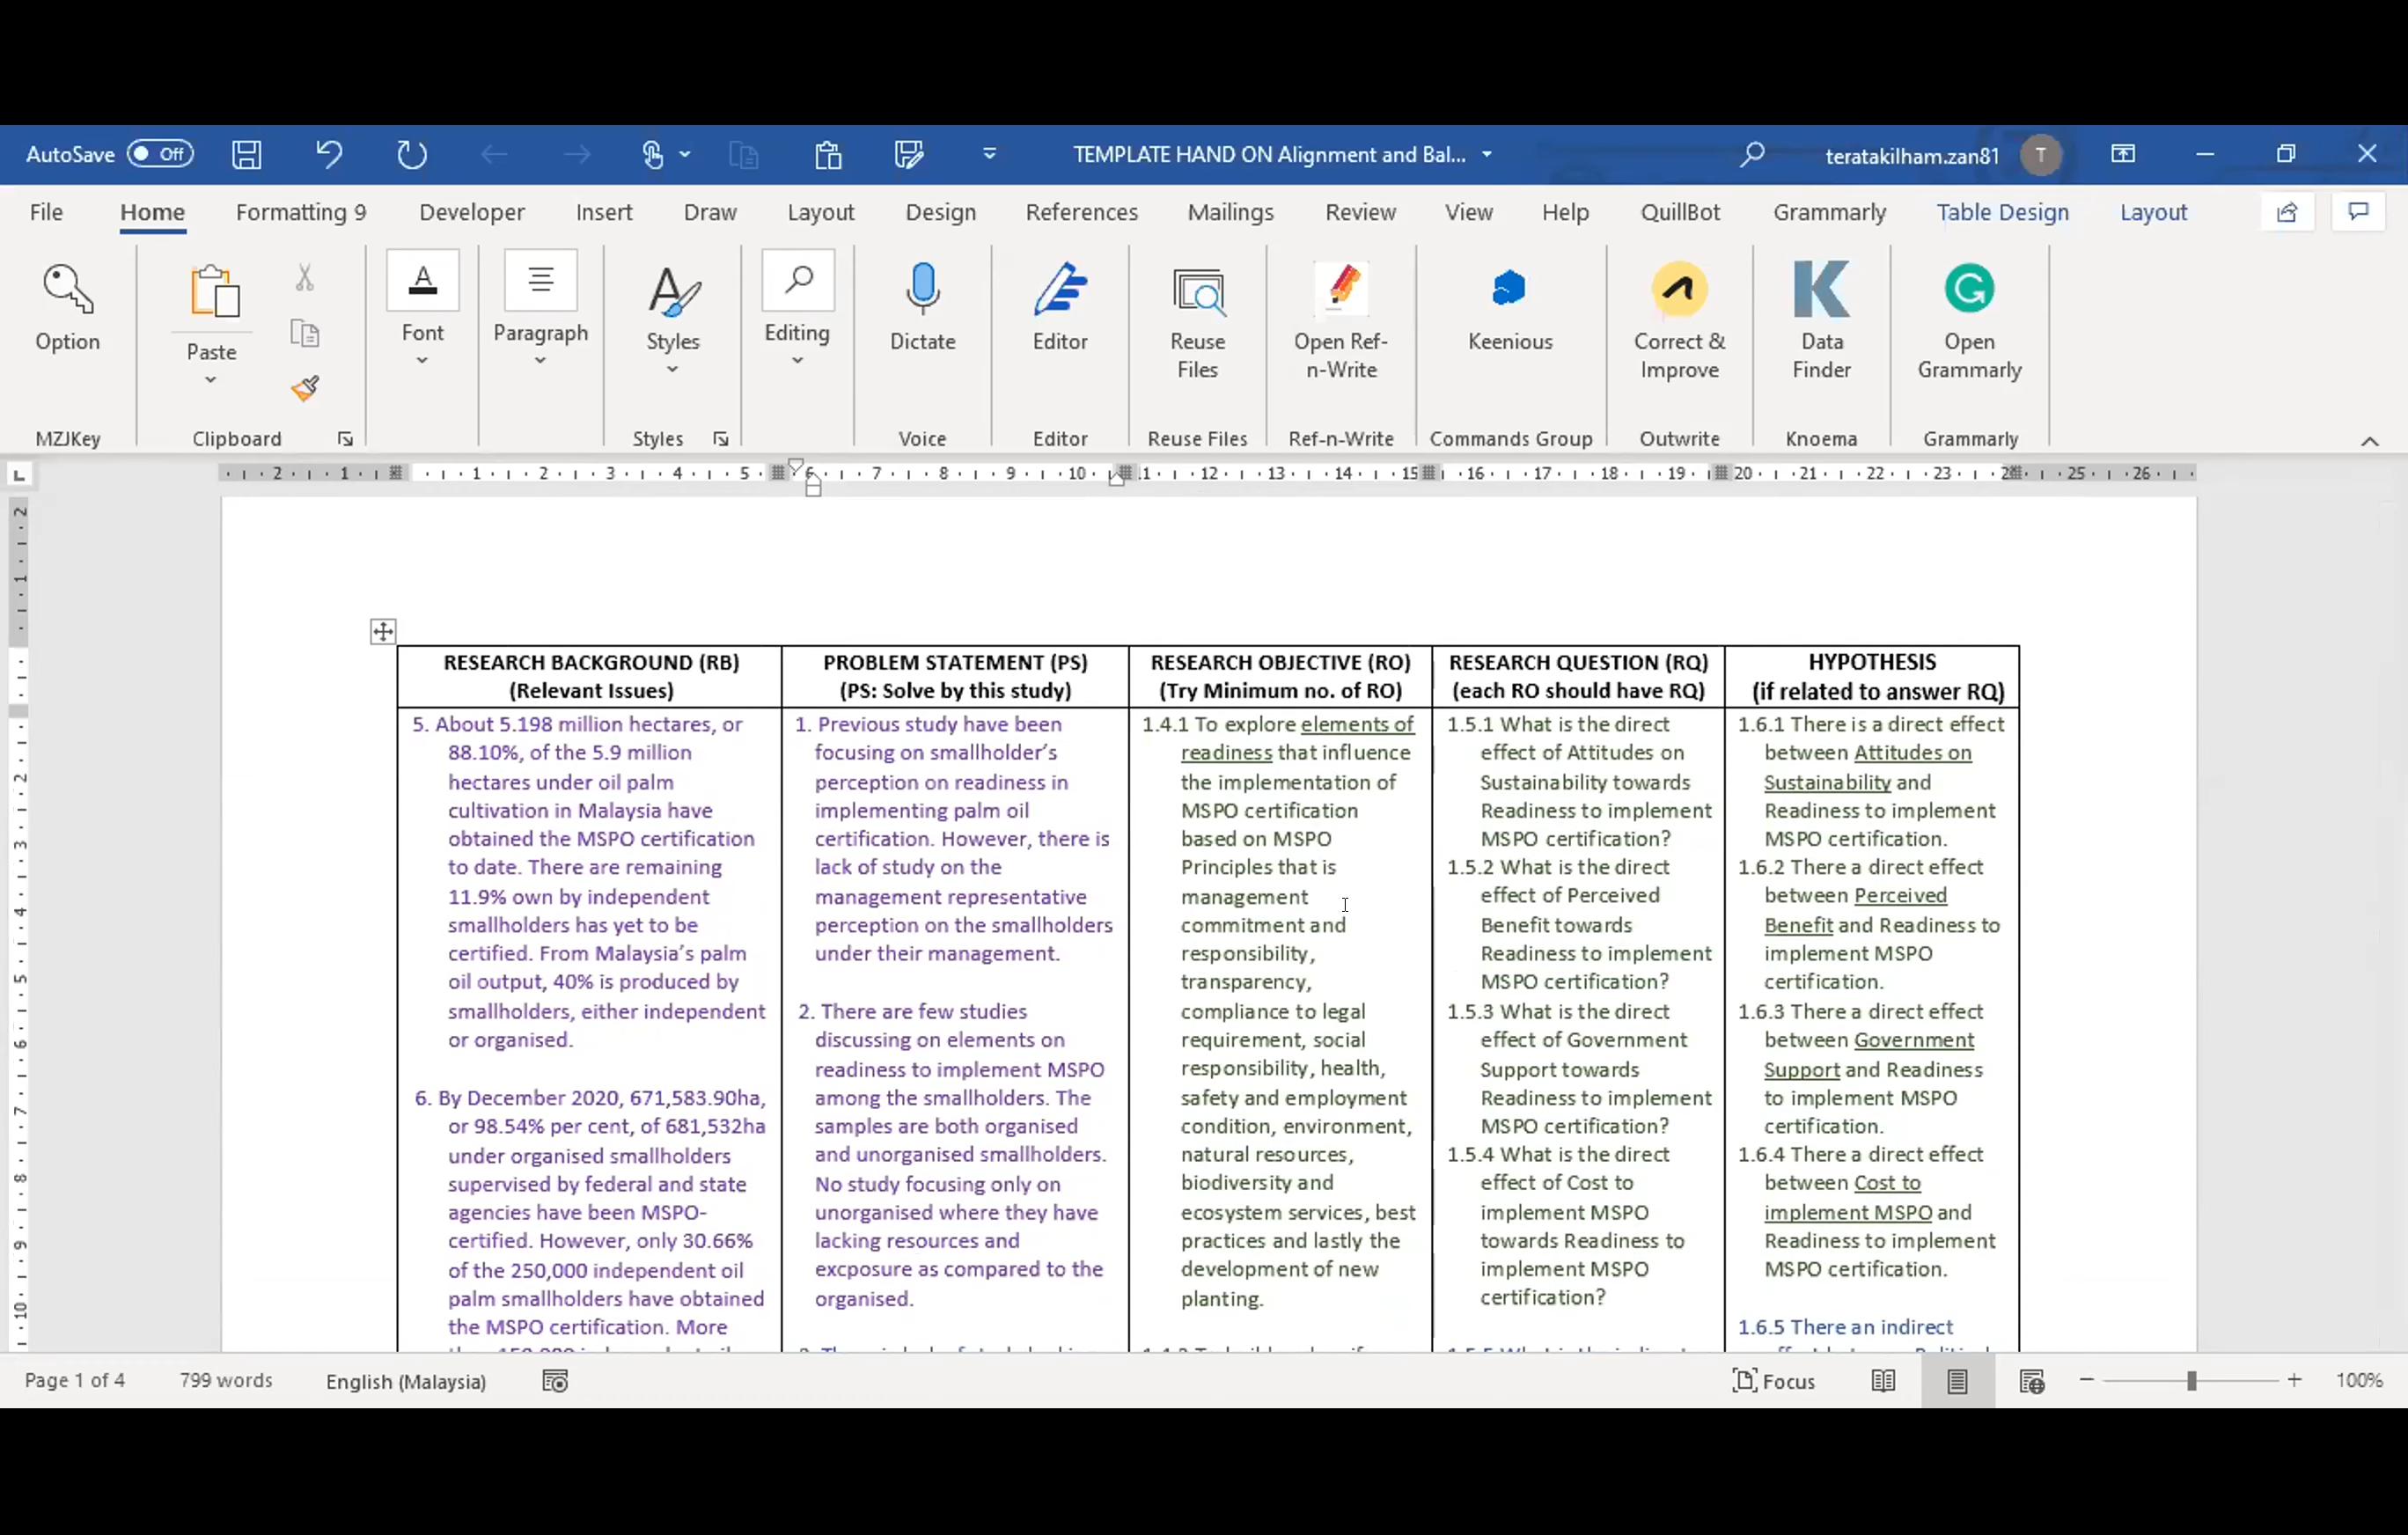 AutoSave Off
TEMPLATE HAND ON Alignment and Bal...
teratakilham.zan81 T
File Home Formatting 9 Developer Insert Draw Layout Design References Mailings Review View Help QuillBot Grammarly Table Design Layout
Option
MZJKey
Paste
Clipboard
Font
Paragraph
Styles
Styles
Editing
Dictate
Voice
Editor
Editor
Reuse
Files
Reuse Files
Open Ref-
n-Write
Ref-n-Write
Keenious
Commands Group
Correct &
Improve
Outwrite
Data
Finder
Knoema
Open
Grammarly
Grammarly
RESEARCH BACKGROUND (RB)
(Relevant Issues)
5. About 5.198 million hectares, or
88.10%, of the 5.9 million
hectares under oil palm
cultivation in Malaysia have
obtained the MSPO certification
to date. There are remaining
11.9% own by independent
smallholders has yet to be
certified. From Malaysia's palm
oil output, 40% is produced by
smallholders, either independent
or organised.
6. By December 2020, 671,583.90ha,
or 98.54% per cent, of 681,532ha
under organised smallholders
supervised by federal and state
agencies have been MSPO-
certified. However, only 30.66%
of the 250,000 independent oil
palm smallholders have obtained
the MSPO certification. More
PROBLEM STATEMENT (PS)
(PS: Solve by this study)
1. Previous study have been
focusing on smallholder's
perception on readiness in
implementing palm oil
certification. However, there is
lack of study on the
management representative
perception on the smallholders
under their management.
2. There are few studies
discussing on elements on
readiness to implement MSPO
among the smallholders. The
samples are both organised
and unorganised smallholders.
No study focusing only on
unorganised where they have
lacking resources and
excposure as compared to the
organised.
RESEARCH OBJECTIVE (RO)
(Try Minimum no. of RO)
1.4.1 To explore elements of
readiness that influence
the implementation of
MSPO certification
based on MSPO
Principles that is
management
commitment and
responsibility,
transparency,
compliance to legal
requirement, social
responsibility, health,
safety and employment
condition, environment,
natural resources,
biodiversity and
ecosystem services, best
practices and lastly the
development of new
planting.
RESEARCH QUESTION (RQ)
(each RO should have RQ)
1.5.1 What is the direct
effect of Attitudes on
Sustainability towards
Readiness to implement
MSPO certification?
1.5.2 What is the direct
effect of Perceived
Benefit towards
Readiness to implement
MSPO certification?
1.5.3 What is the direct
effect of Government
Support towards
Readiness to implement
MSPO certification?
1.5.4 What is the direct
effect of Cost to
implement MSPO
towards Readiness to
implement MSPO
certification?
HYPOTHESIS
(if related to answer RQ)
1.6.1 There is a direct effect
between Attitudes on
Sustainability and
Readiness to implement
MSPO certification.
1.6.2 There a direct effect
between Perceived
Benefit and Readiness to
implement MSPO
certification.
1.6.3 There a direct effect
between Government
Support and Readiness
to implement MSPO
certification.
1.6.4 There a direct effect
between Cost to
implement MSPO and
Readiness to implement
MSPO certification.
1.6.5 There an indirect
Page 1 of 4 799 words English (Malaysia) Focus 100%